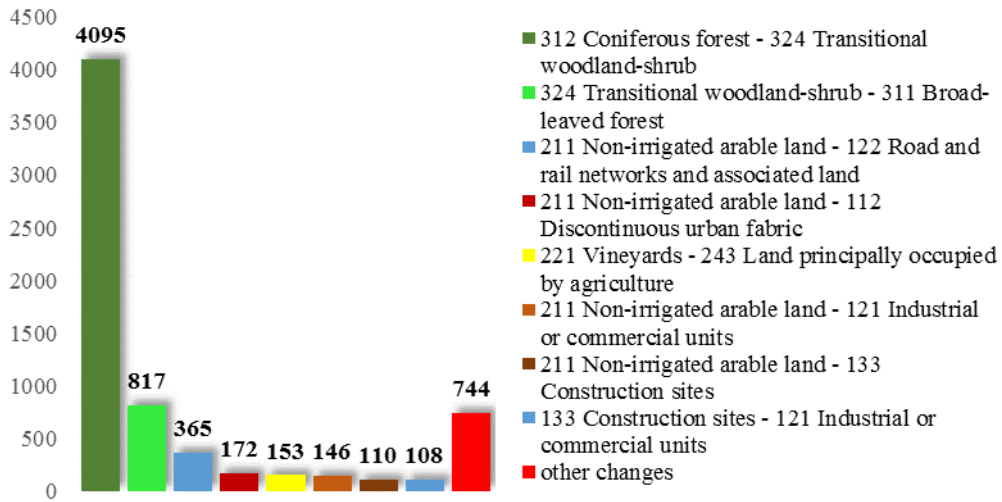 4500
4000
3500
3000
2500
2000
1500
1000
500
0
4095
817
365
172
153
146
110
108
744
312 Coniferous forest - 324 Transitional
woodland-shrub
324 Transitional woodland-shrub - 311 Broad-
leaved forest
211 Non-irrigated arable land - 122 Road and
rail networks and associated land
211 Non-irrigated arable land - 112
Discontinuous urban fabric
221 Vineyards - 243 Land principally occupied
by agriculture
211 Non-irrigated arable land - 121 Industrial
or commercial units
211 Non-irrigated arable land - 133
Construction sites
133 Construction sites - 121 Industrial or
commercial units
other changes